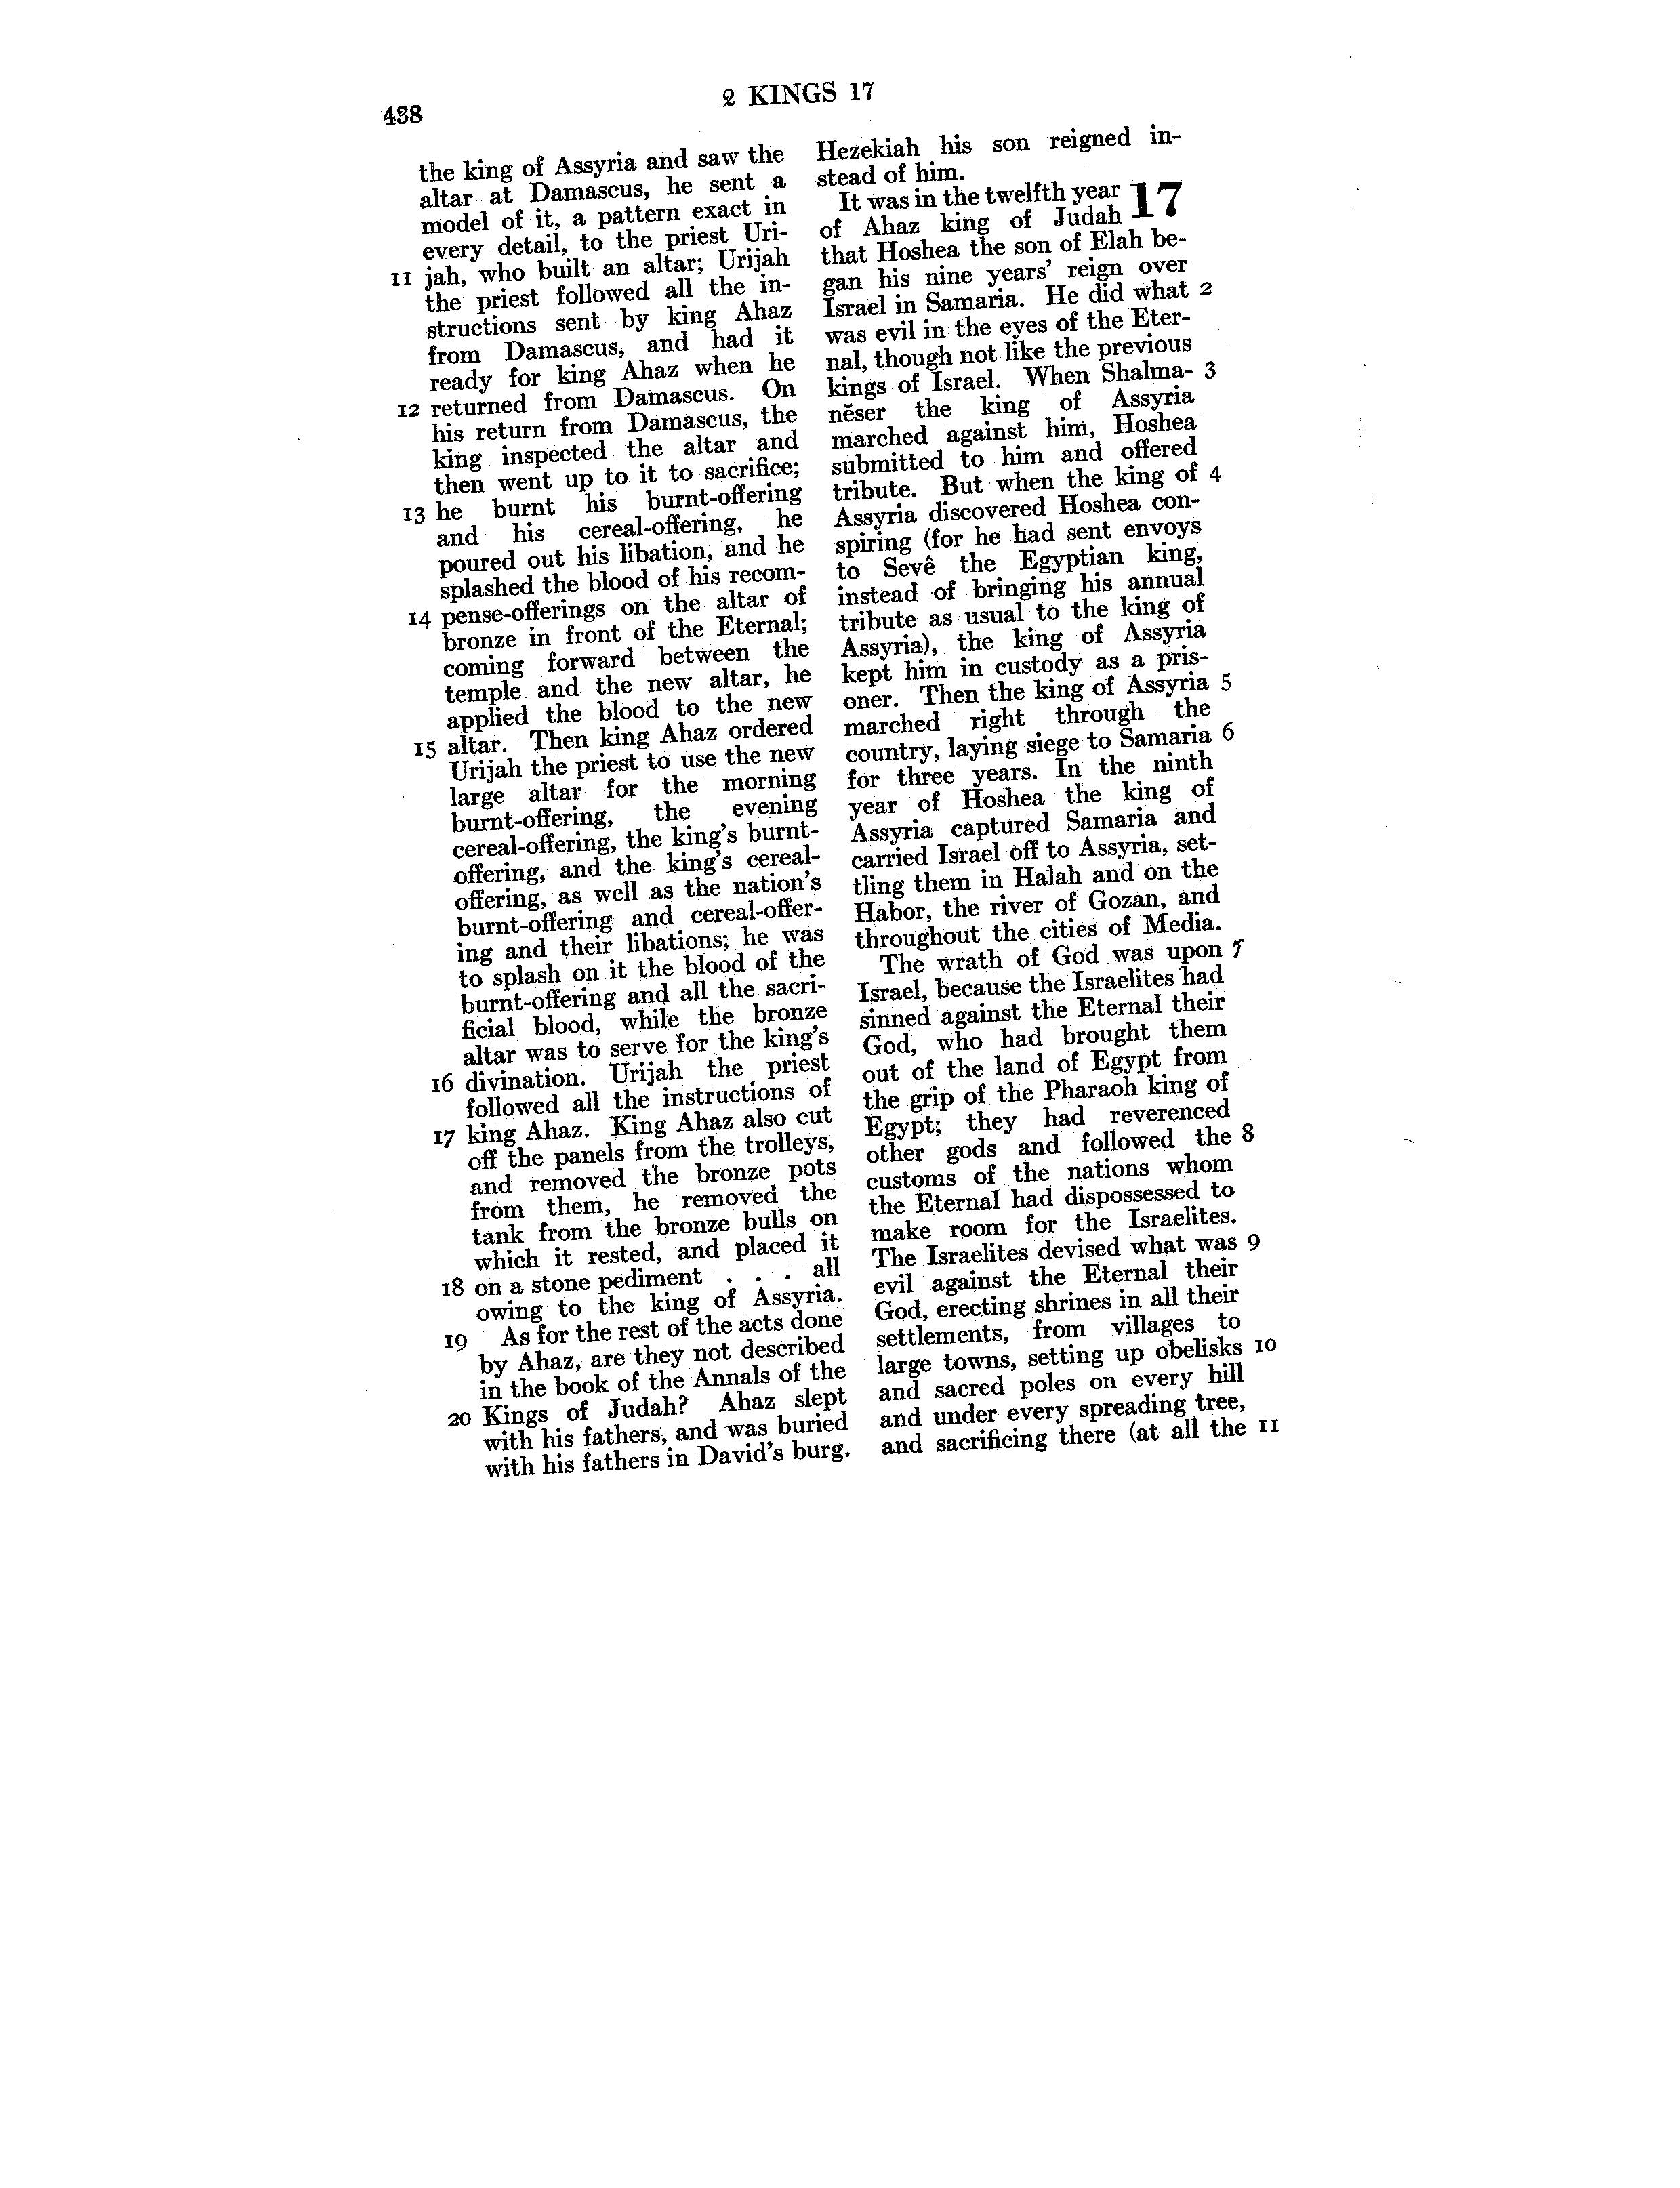 438
2 KINGS 17
the king of Assyria and saw the
altar at Damascus, he sent a
model of it, a pattern exact in
every detail, to the priest Uri-
11 jah, who built an altar; Urijah
the priest followed all the in-
structions sent by king Ahaz
from Damascus, and had it
ready for king Ahaz when he
12 returned from Damascus. On
his return from Damascus, the
king inspected the altar and
then went up to it to sacrifice;
13 he burnt his burnt-offering
and his cereal-offering, he
poured out his libation, and he
splashed the blood of his recom-
14 pense-offerings on the altar of
bronze in front of the Eternal;
coming forward between the
temple and the new altar, he
applied the blood to the new
15 altar. Then king Ahaz ordered
Urijah the priest to use the new
large altar for the morning
burnt-offering, the evening
cereal-offering, the king's burnt-
offering, and the king's cereal-
offering, as well as the nation's
burnt-offering and cereal-offer-
ing and their libations; he was
to splash on it the blood of the
burnt-offering and all the sacri-
ficial blood, while the bronze
altar was to serve for the king's
16 divination. Urijah the priest
followed all the instructions of
17 king Ahaz. King Ahaz also cut
off the panels from the trolleys,
and removed the bronze pots
from them, he removed the
tank from the bronze bulls on
which it rested, and placed it
18 on a stone pediment . . . all
owing to the king of Assyria.
19 As for the rest of the acts done
by Ahaz, are they not described
in the book of the Annals of the
20 Kings of Judah? Ahaz slept
with his fathers, and was buried
with his fathers in David's burg.
Hezekiah his son reigned in-
stead of him.
It was in the twelfth year 17
of Ahaz king of Judah
that Hoshea the son of Elah be-
gan his nine years' reign over
Israel in Samaria. He did what 2
was evil in the eyes of the Eter-
nal, though not like the previous
kings of Israel. When Shalma- 3
nĕser the king of Assyria
marched against him, Hoshea
submitted to him and offered
tribute. But when the king of 4
Assyria discovered Hoshea con-
spiring (for he had sent envoys
to Sevê the Egyptian king,
instead of bringing his annual
tribute as usual to the king of
Assyria), the king of Assyria
kept him in custody as a pris-
oner. Then the king of Assyria 5
marched right through the
country, laying siege to Samaria 6
for three years. In the ninth
year of Hoshea the king of
Assyria captured Samaria and
carried Israel off to Assyria, set-
tling them in Halah and on the
Habor, the river of Gozan, and
throughout the cities of Media.
The wrath of God was upon 7
Israel, because the Israelites had
sinned against the Eternal their
God, who had brought them
out of the land of Egypt from
the grip of the Pharaoh king of
Egypt; they had reverenced
other gods and followed the 8
customs of the nations whom
the Eternal had dispossessed to
make room for the Israelites.
The Israelites devised what was 9
evil against the Eternal their
God, erecting shrines in all their
settlements, from villages to
large towns, setting up obelisks 10
and sacred poles on every hill
and under every spreading tree,
and sacrificing there (at all the 11